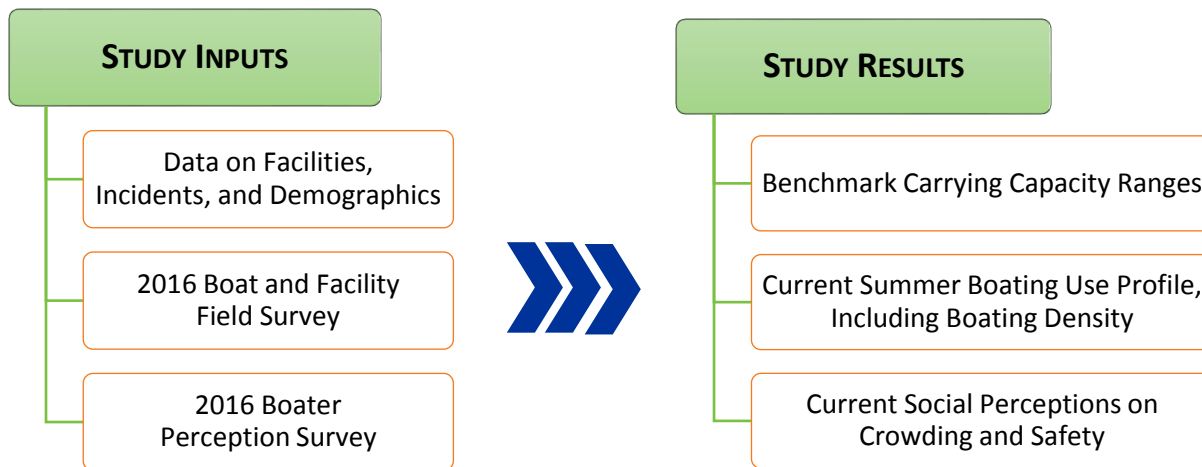 STUDY INPUTS
Data on Facilities,
Incidents, and Demographics
2016 Boat and Facility
Field Survey
2016 Boater
Perception Survey
STUDY RESULTS
Benchmark Carrying Capacity Ranges
Current Summer Boating Use Profile,
Including Boating Density
Current Social Perceptions on
Crowding and Safety